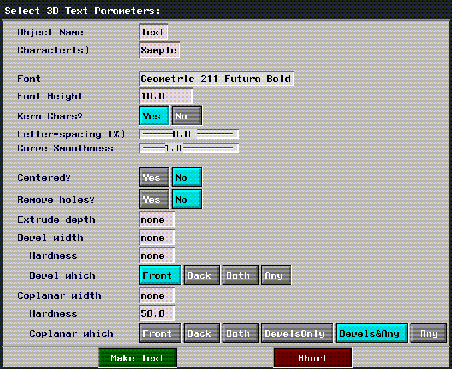 Select 3D Text Parameters:
Object Name Text
Character(s) Sample
Font Geometric 211 Futura Bold
Font Height 10.0
Kern Chars? Yes No
Letter-spacing (%) 0.0
Curve Smoothness 1.0
Centered? Yes No
Remove holes? Yes No
Extrude depth none
Bevel width none
Hardness none
Bevel which Front Back Both Any
Coplanar width none
Hardness 50.0
Coplanar which Front Back Both BevelsOnly Bevels&Any Any
Make Text Abort